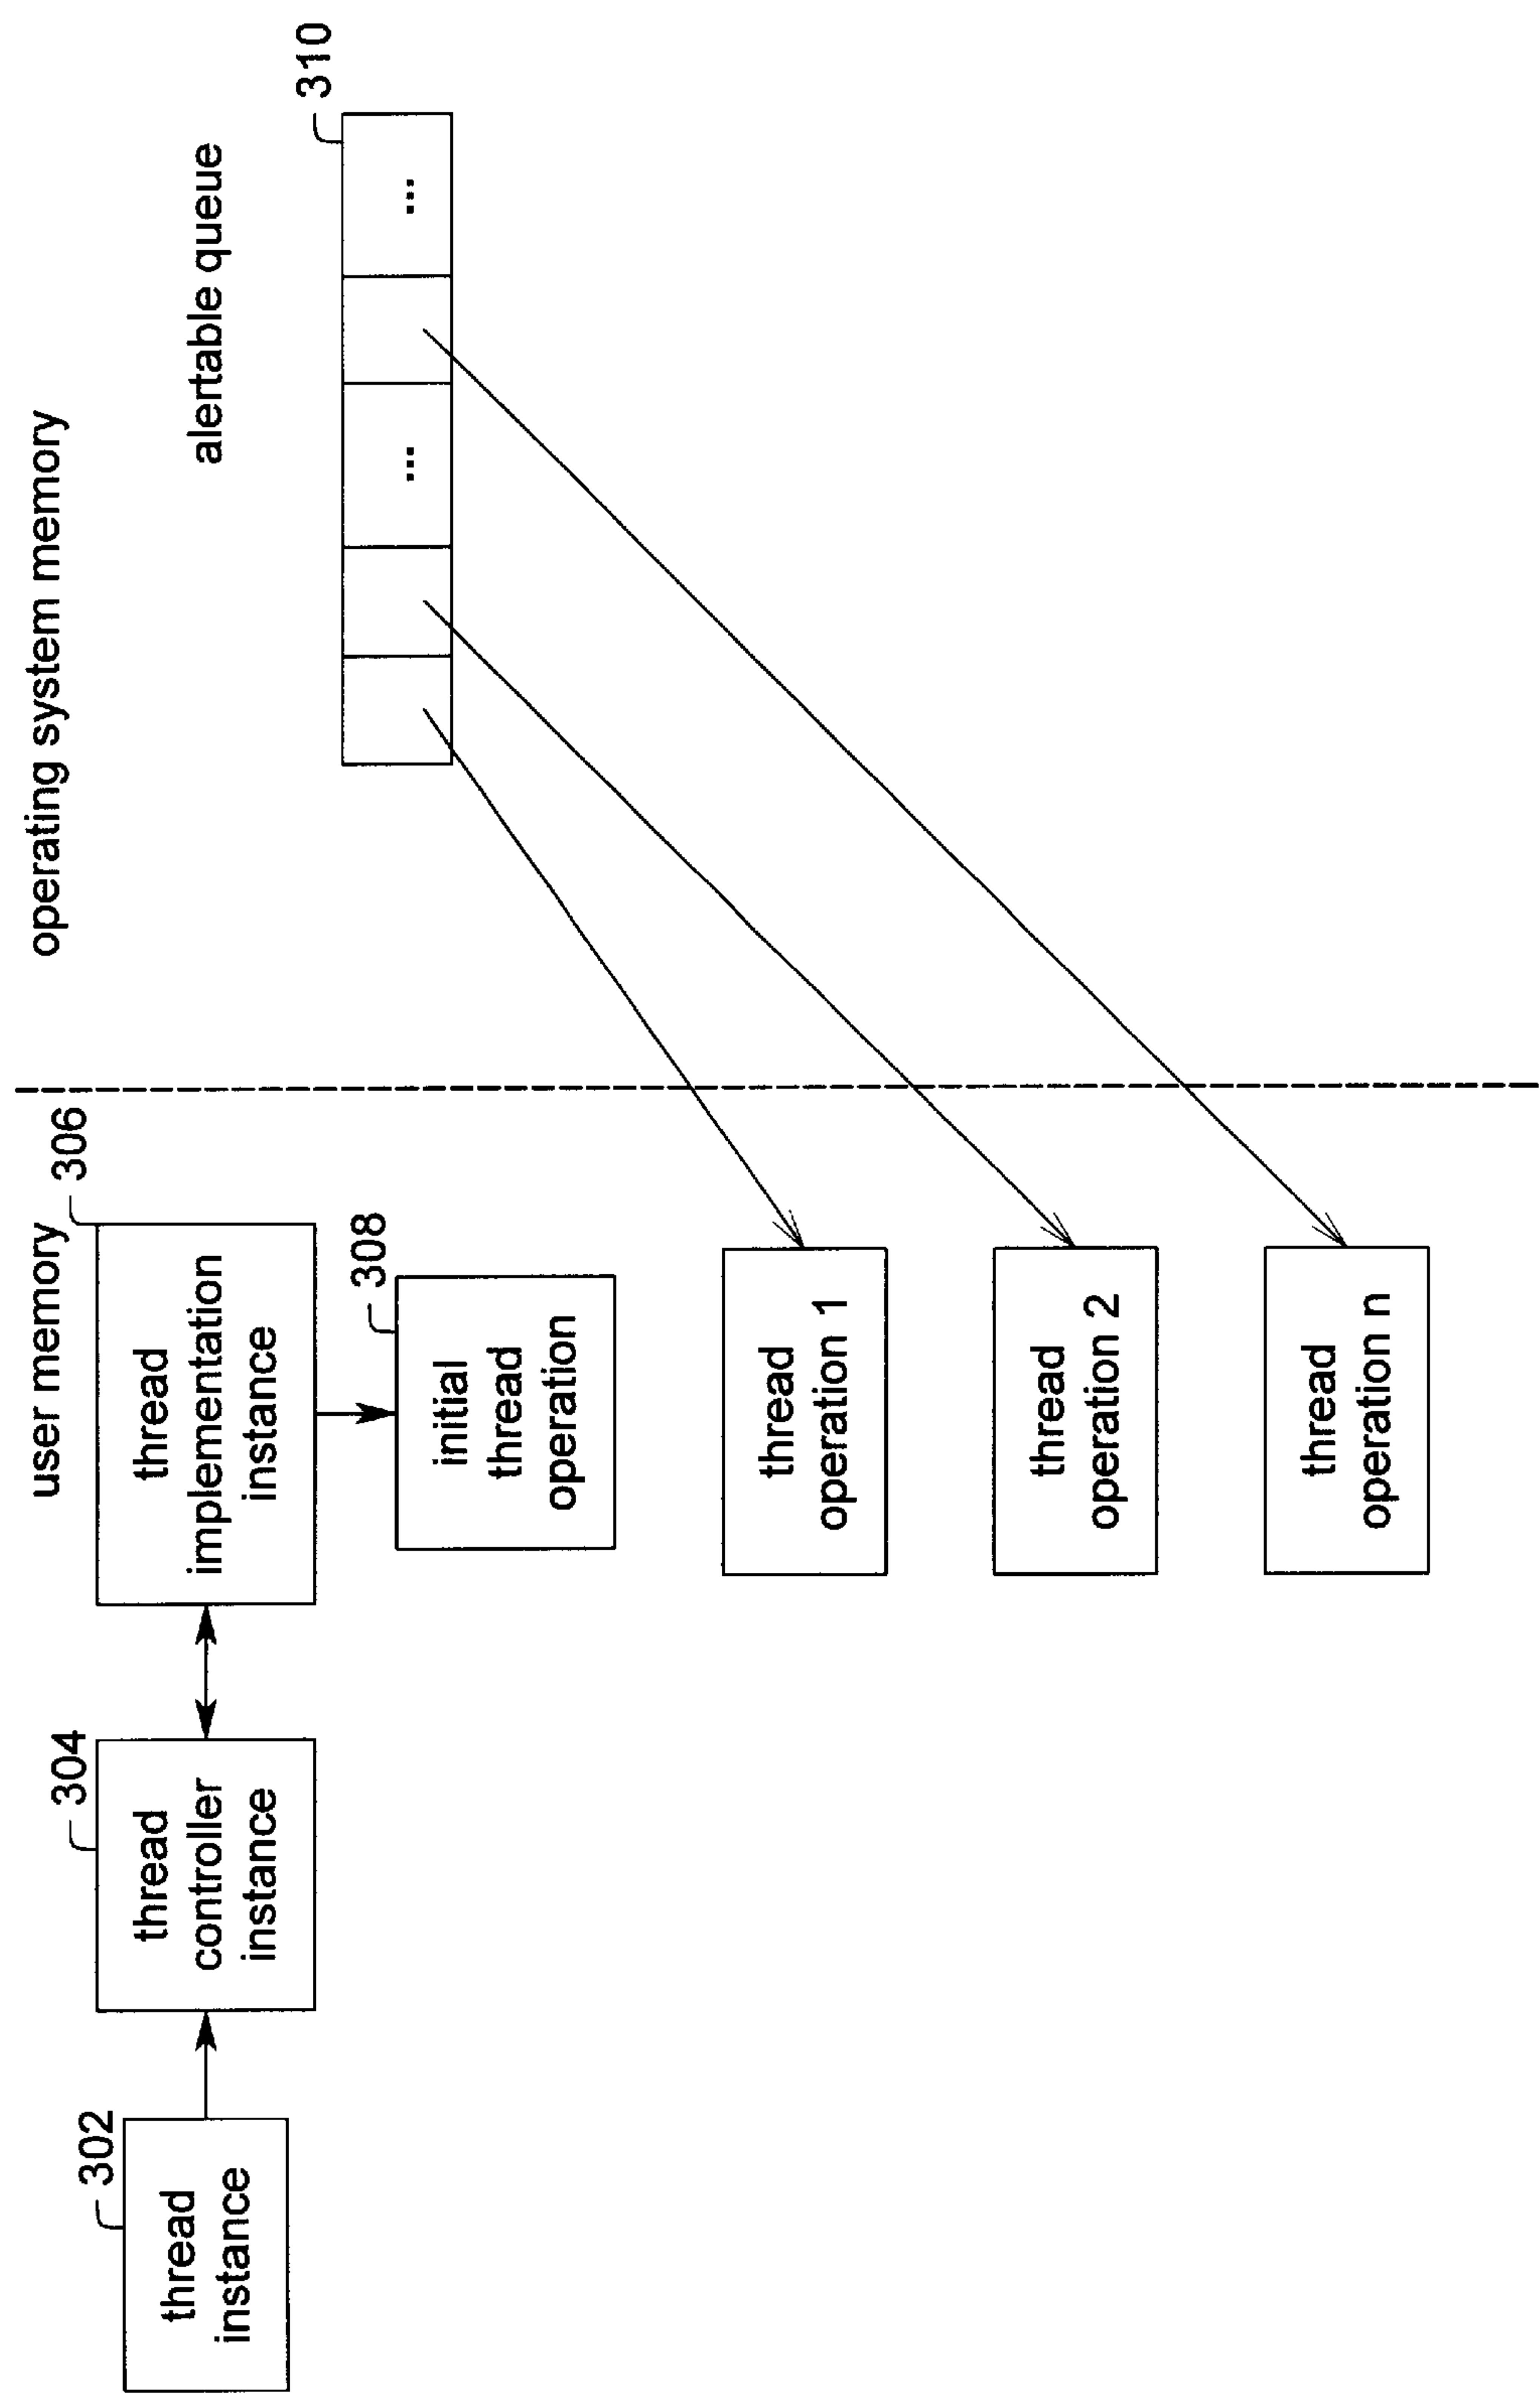 user memory
operating system memory
302
thread
instance
304
thread
controller
instance
306
thread
implementation
instance
308
initial
thread
operation
alertable queue
310
...
...
thread
operation 1
thread
operation 2
thread
operation n